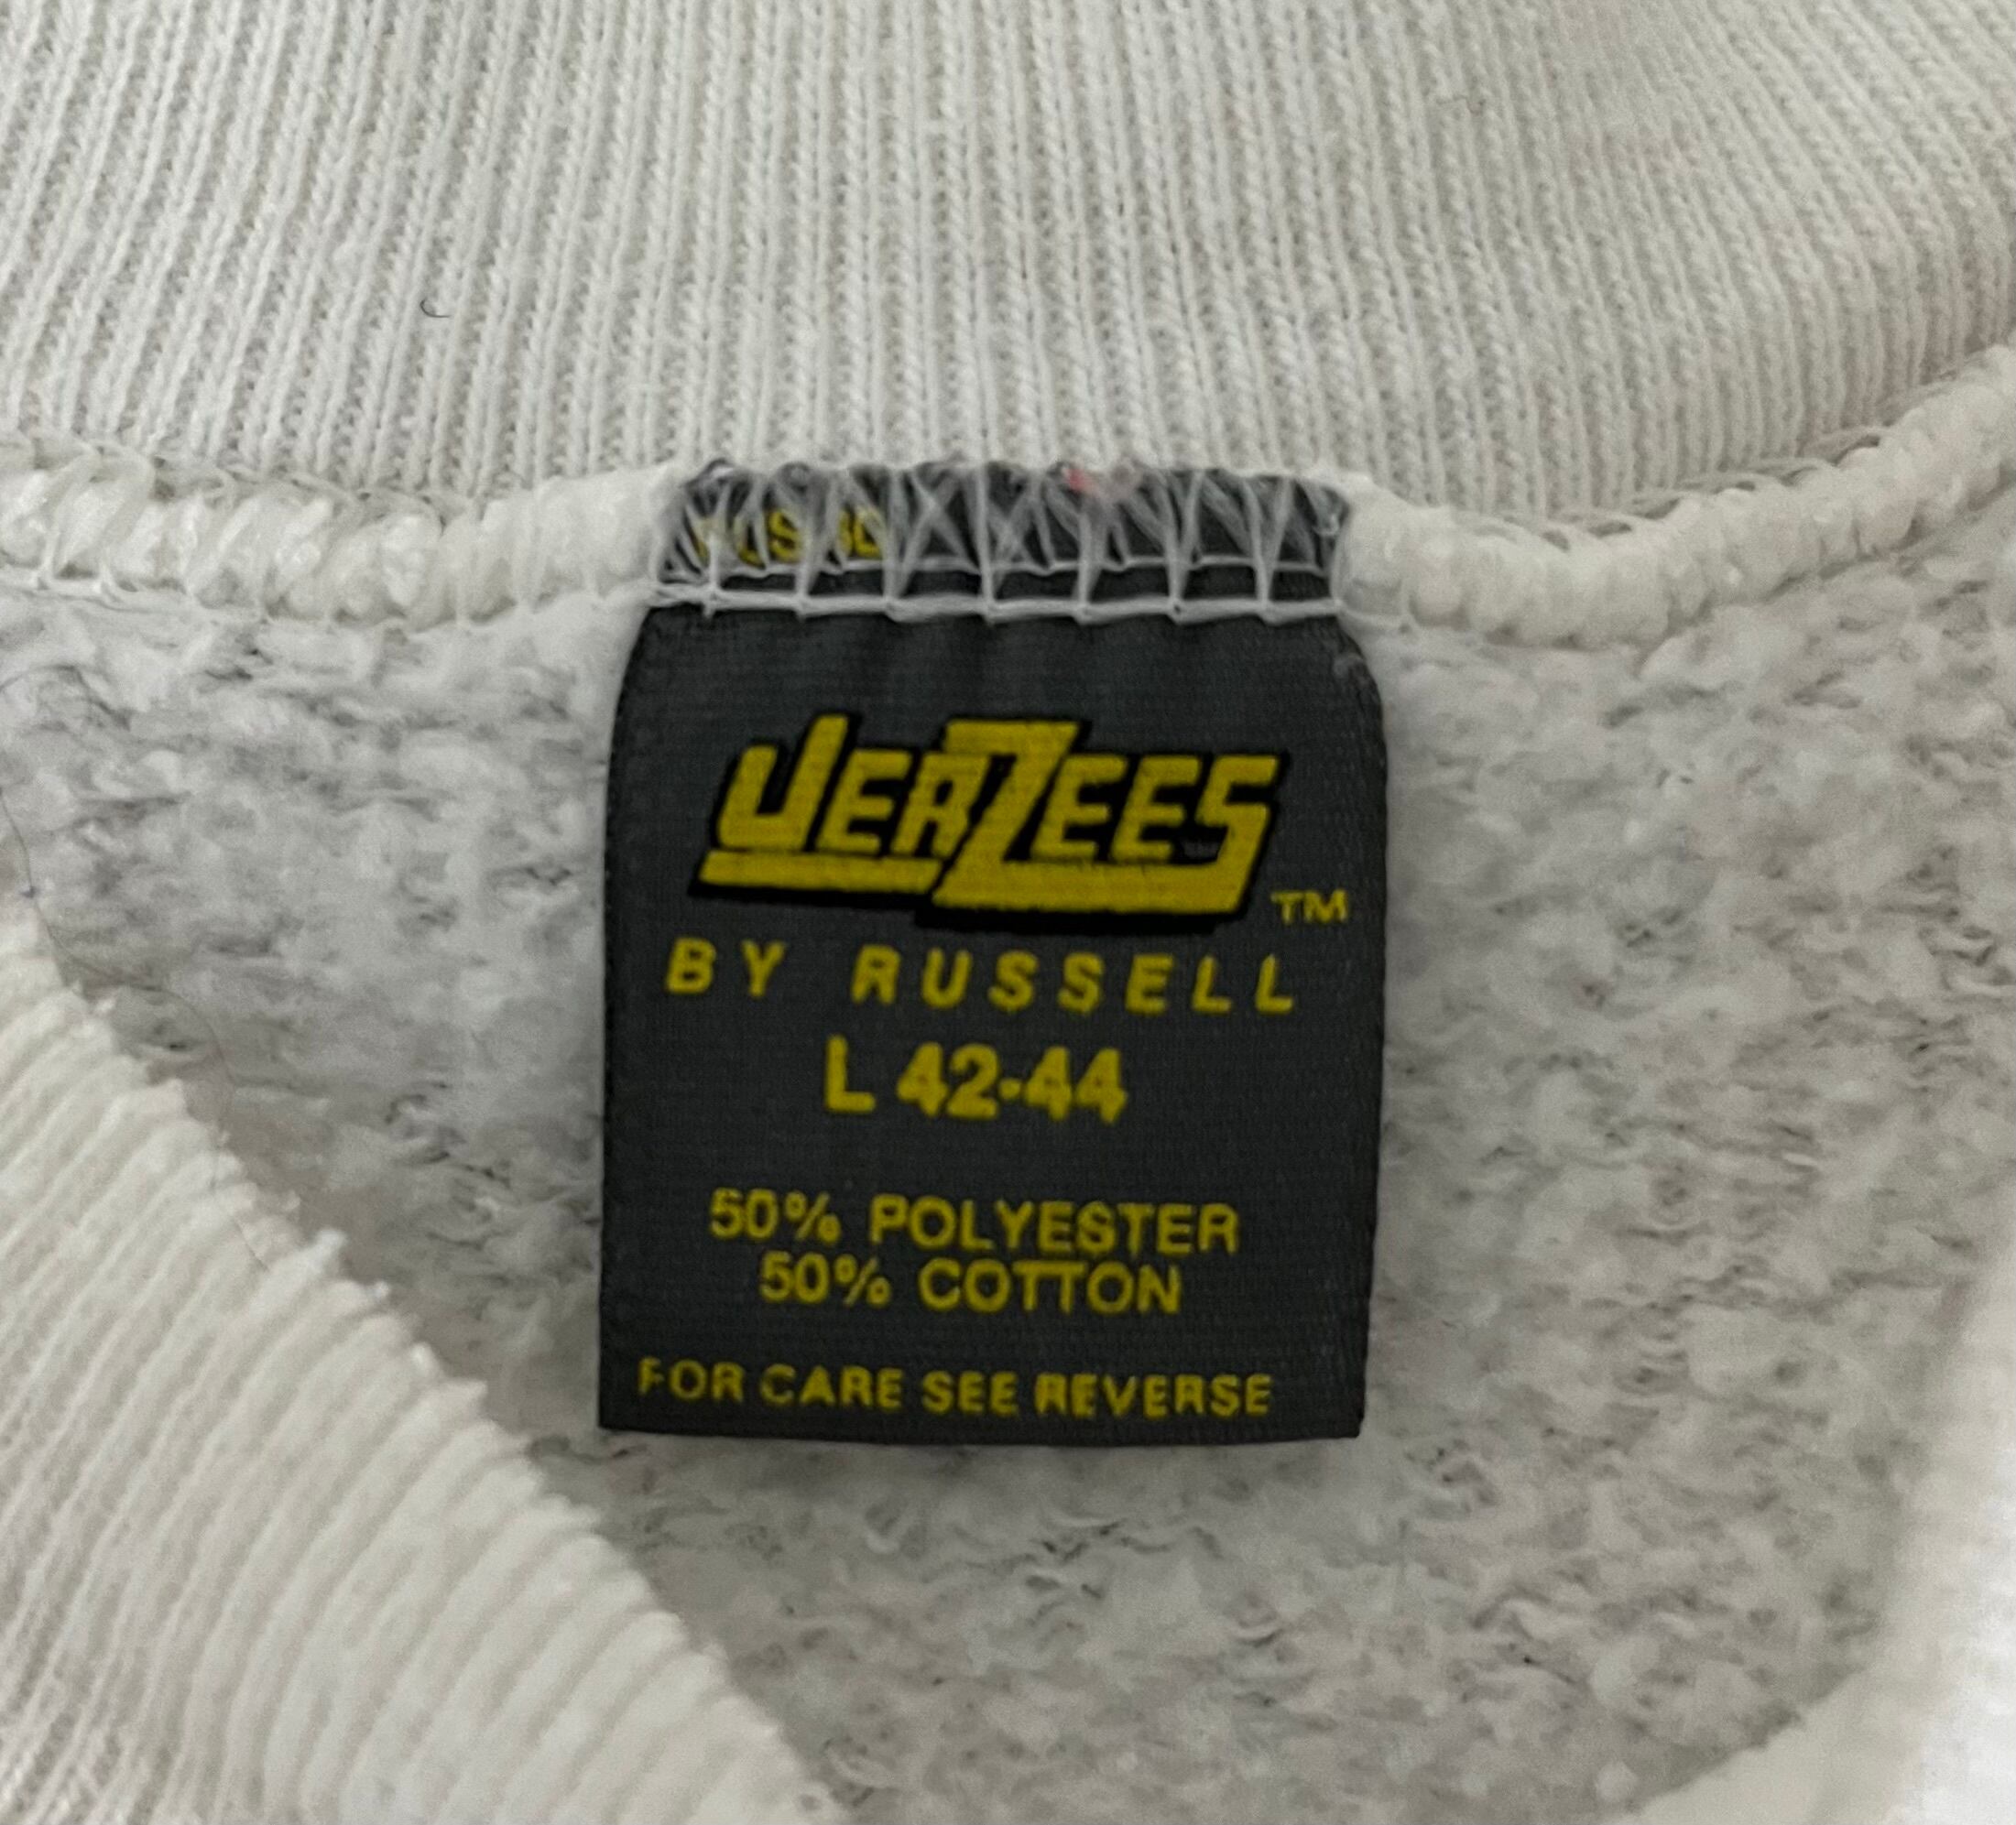 JERZEES
TM
BY RUSSELL
L 42-44
50% POLYESTER
50% COTTON
FOR CARE SEE REVERSE